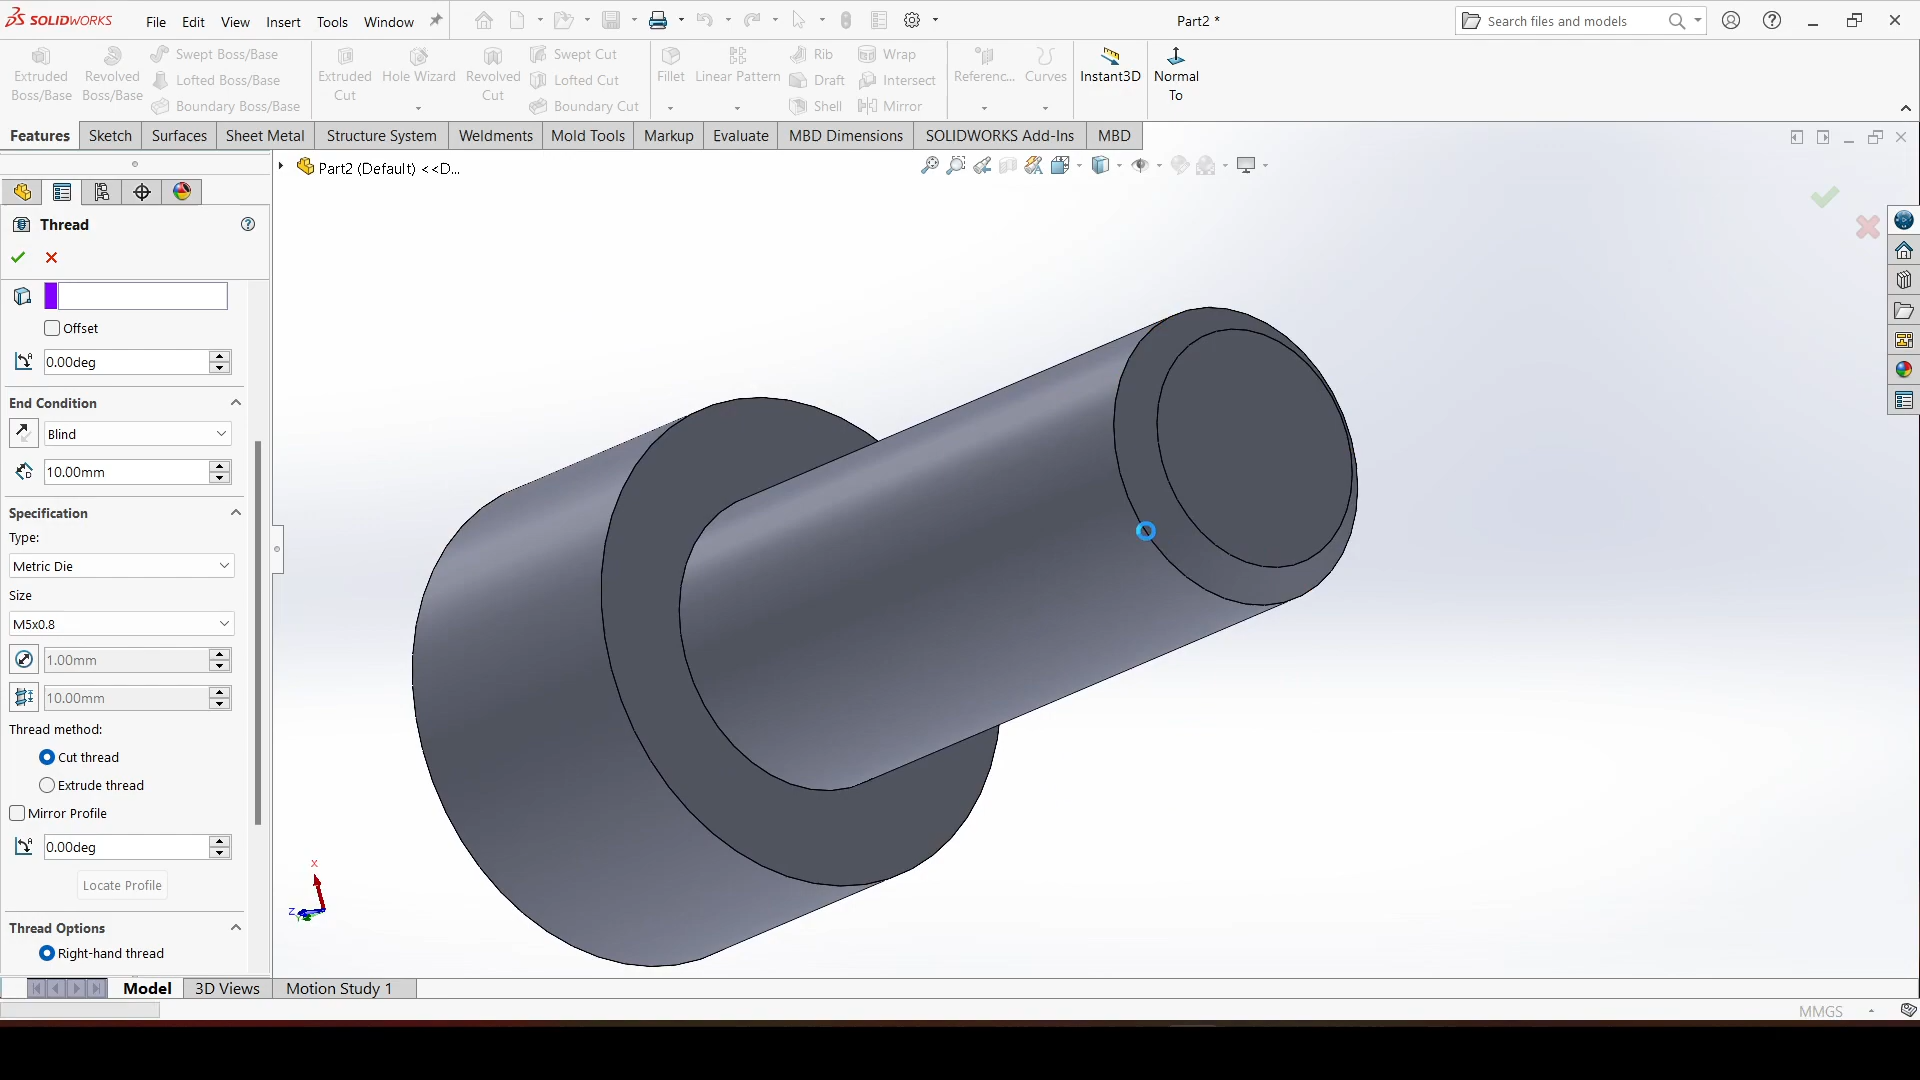 SOLIDWORKS File Edit View Insert Tools Window Part2 * Search files and models
Extruded Boss/Base
Revolved Boss/Base
Swept Boss/Base
Lofted Boss/Base
Boundary Boss/Base
Extruded Cut
Hole Wizard
Revolved Cut
Swept Cut
Lofted Cut
Boundary Cut
Fillet
Linear Pattern
Rib
Draft
Shell
Wrap
Intersect
Mirror
Referenc...
Curves
Instant3D
Normal To
Features Sketch Surfaces Sheet Metal Structure System Weldments Mold Tools Markup Evaluate MBD Dimensions SOLIDWORKS Add-Ins MBD
Part2 (Default) <<D...
Thread
Offset
0.00deg
End Condition
Blind
10.00mm
Specification
Type:
Metric Die
Size
M5x0.8
1.00mm
10.00mm
Thread method:
Cut thread
Extrude thread
Mirror Profile
0.00deg
Locate Profile
Thread Options
Right-hand thread
X
Z
Y
Model 3D Views Motion Study 1
MMGS